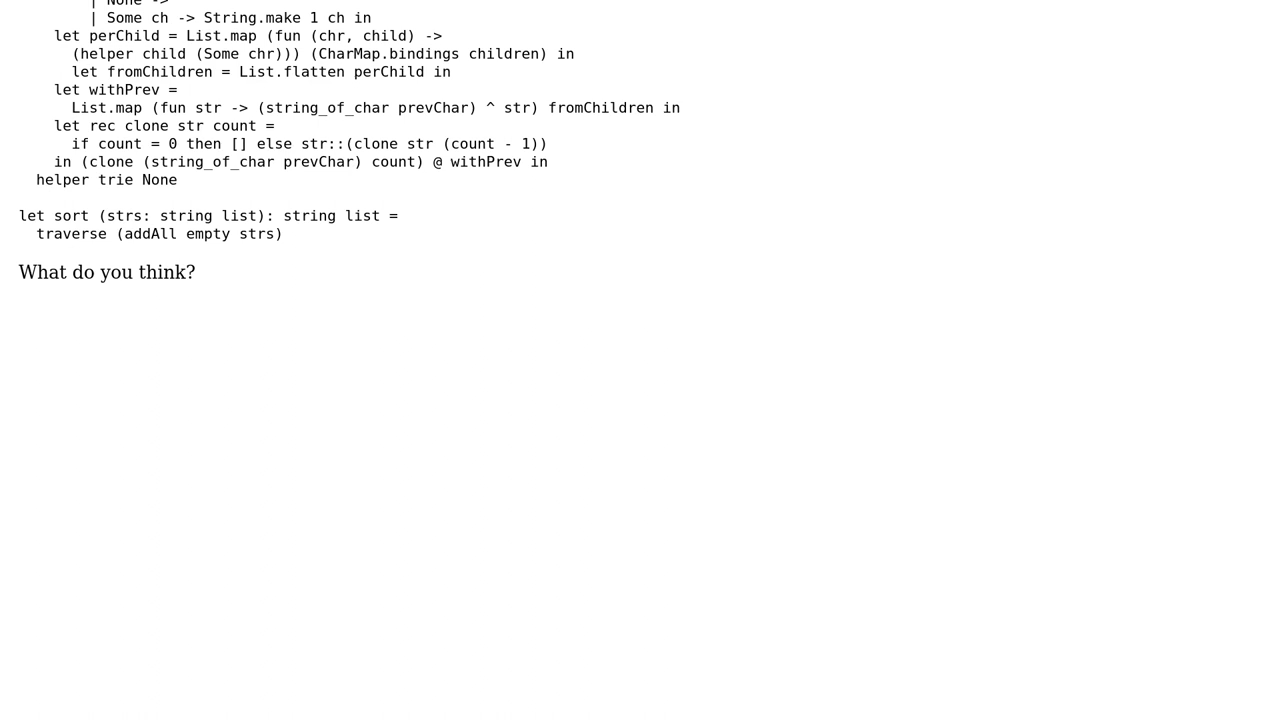 | None ->
| Some ch -> String.make 1 ch in
let perChild = List.map (fun (chr, child) ->
(helper child (Some chr))) (CharMap.bindings children) in
let fromChildren = List.flatten perChild in
let withPrev =
List.map (fun str -> (string_of_char prevChar) ^ str) fromChildren in
let rec clone str count =
if count = 0 then [] else str::(clone str (count - 1))
in (clone (string_of_char prevChar) count) @ withPrev in
helper trie None
let sort (strs: string list): string list =
traverse (addAll empty strs)
What do you think?